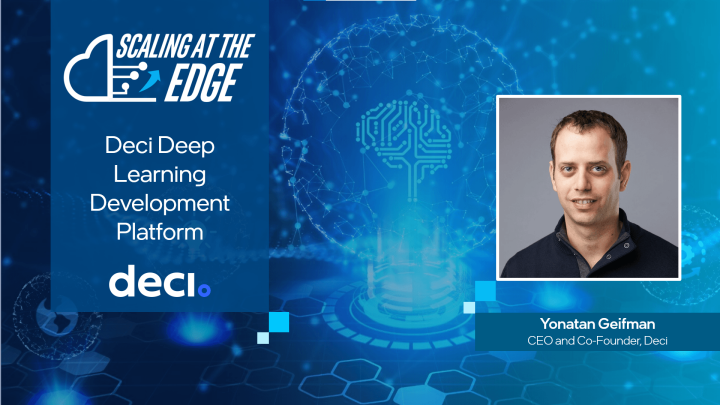 SCALING AT THE
EDGE
Deci Deep
Learning
Development
Platform
deci.
Yonatan Geifman
CEO and Co-Founder, Deci